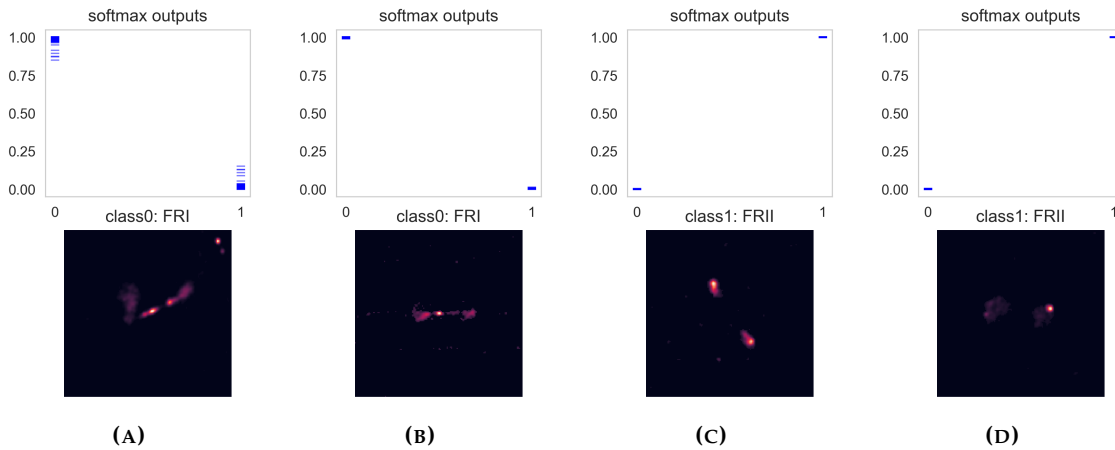 softmax outputs softmax outputs softmax outputs softmax outputs
1.00 1.00 1.00 1.00
0.75 0.75 0.75 0.75
0.50 0.50 0.50 0.50
0.25 0.25 0.25 0.25
0.00 0.00 0.00 0.00
0 1 0 1 0 1 0 1
class0: FRI class0: FRI class1: FRII class1: FRII
(A) (B) (C) (D)